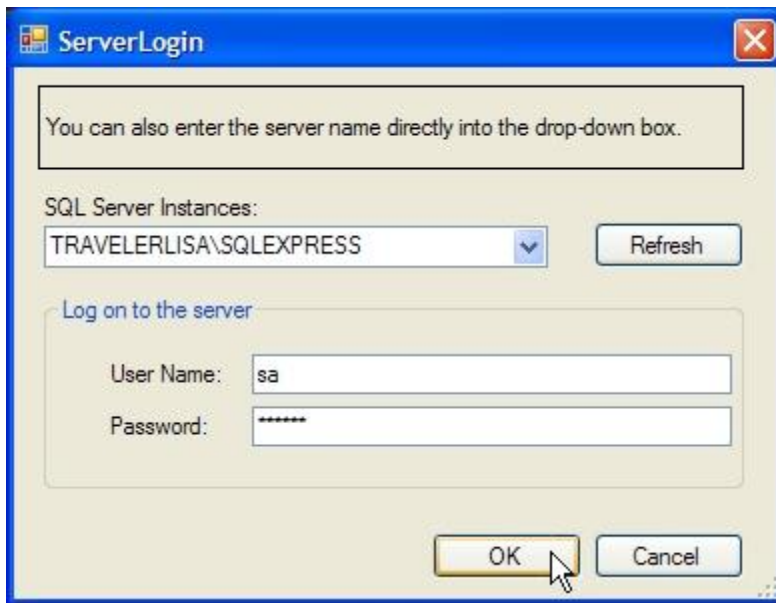 ServerLogin
You can also enter the server name directly into the drop-down box.
SQL Server Instances:
TRAVELERLISA\SQLEXPRESS
Refresh
Log on to the server
User Name:
sa
Password:
******
OK
Cancel